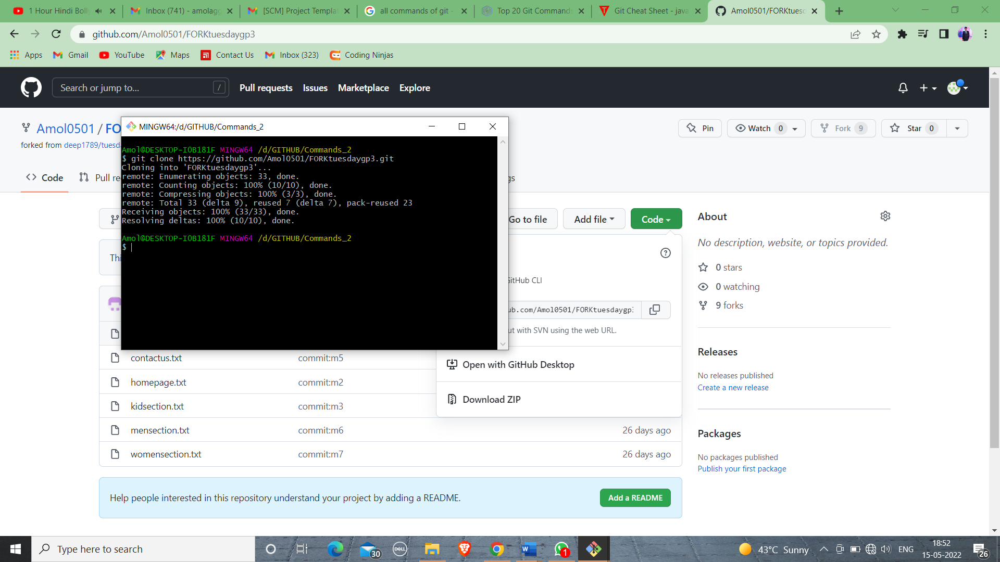 1 Hour Hindi Bolly
Inbox (741) - amolagg
[SCM] Project Templat
all commands of git -
Top 20 Git Commands
Git Cheat Sheet - java
Amol0501/FORKtuesd
github.com/Amol0501/FORKtuesdaygp3
Apps
Gmail
YouTube
Maps
Contact Us
Inbox (323)
Coding Ninjas
Search or jump to...
/
Pull requests
Issues
Marketplace
Explore
Amol0501 / FO
forked from deep1789/tuesd
Pin
Watch 0
Fork 9
Star 0
Code
Pull re
gs
MINGW64:/d/GITHUB/Commands_2
Amol@DESKTOP-IOB181F MINGW64 /d/GITHUB/Commands_2
$ git clone https://github.com/Amol0501/FORKtuesdaygp3.git
Cloning into 'FORKtuesdaygp3'...
remote: Enumerating objects: 33, done.
remote: Counting objects: 100% (10/10), done.
remote: Compressing objects: 100% (3/3), done.
remote: Total 33 (delta 9), reused 7 (delta 7), pack-reused 23
Receiving objects: 100% (33/33), done.
Resolving deltas: 100% (10/10), done.
Amol@DESKTOP-IOB181F MINGW64 /d/GITHUB/Commands_2
$
Go to file
Add file
Code
Thi
GitHub CLI
ub.com/Amol0501/FORKtuesdaygp3
ut with SVN using the web URL.
Open with GitHub Desktop
Download ZIP
contactus.txt commit:m5
homepage.txt commit:m2
kidsection.txt commit:m3
mensection.txt commit:m6 26 days ago
womensection.txt commit:m7 26 days ago
Help people interested in this repository understand your project by adding a README.
Add a README
About
No description, website, or topics provided.
0 stars
0 watching
9 forks
Releases
No releases published
Create a new release
Packages
No packages published
Publish your first package
Type here to search
30
DELL
W
1
43°C Sunny
ENG
18:52
15-05-2022
26